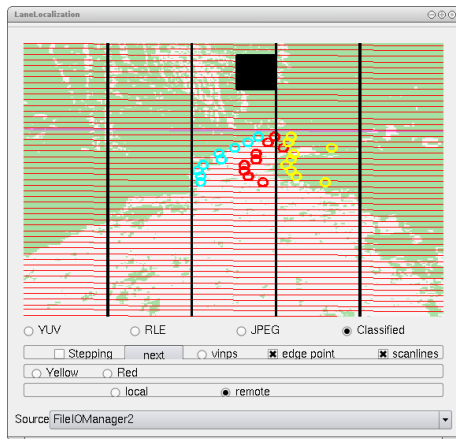 LaneLocalization
YUV RLE JPEG Classified
Stepping next vinps edge point scanlines
Yellow Red
local remote
Source FileIOManager2